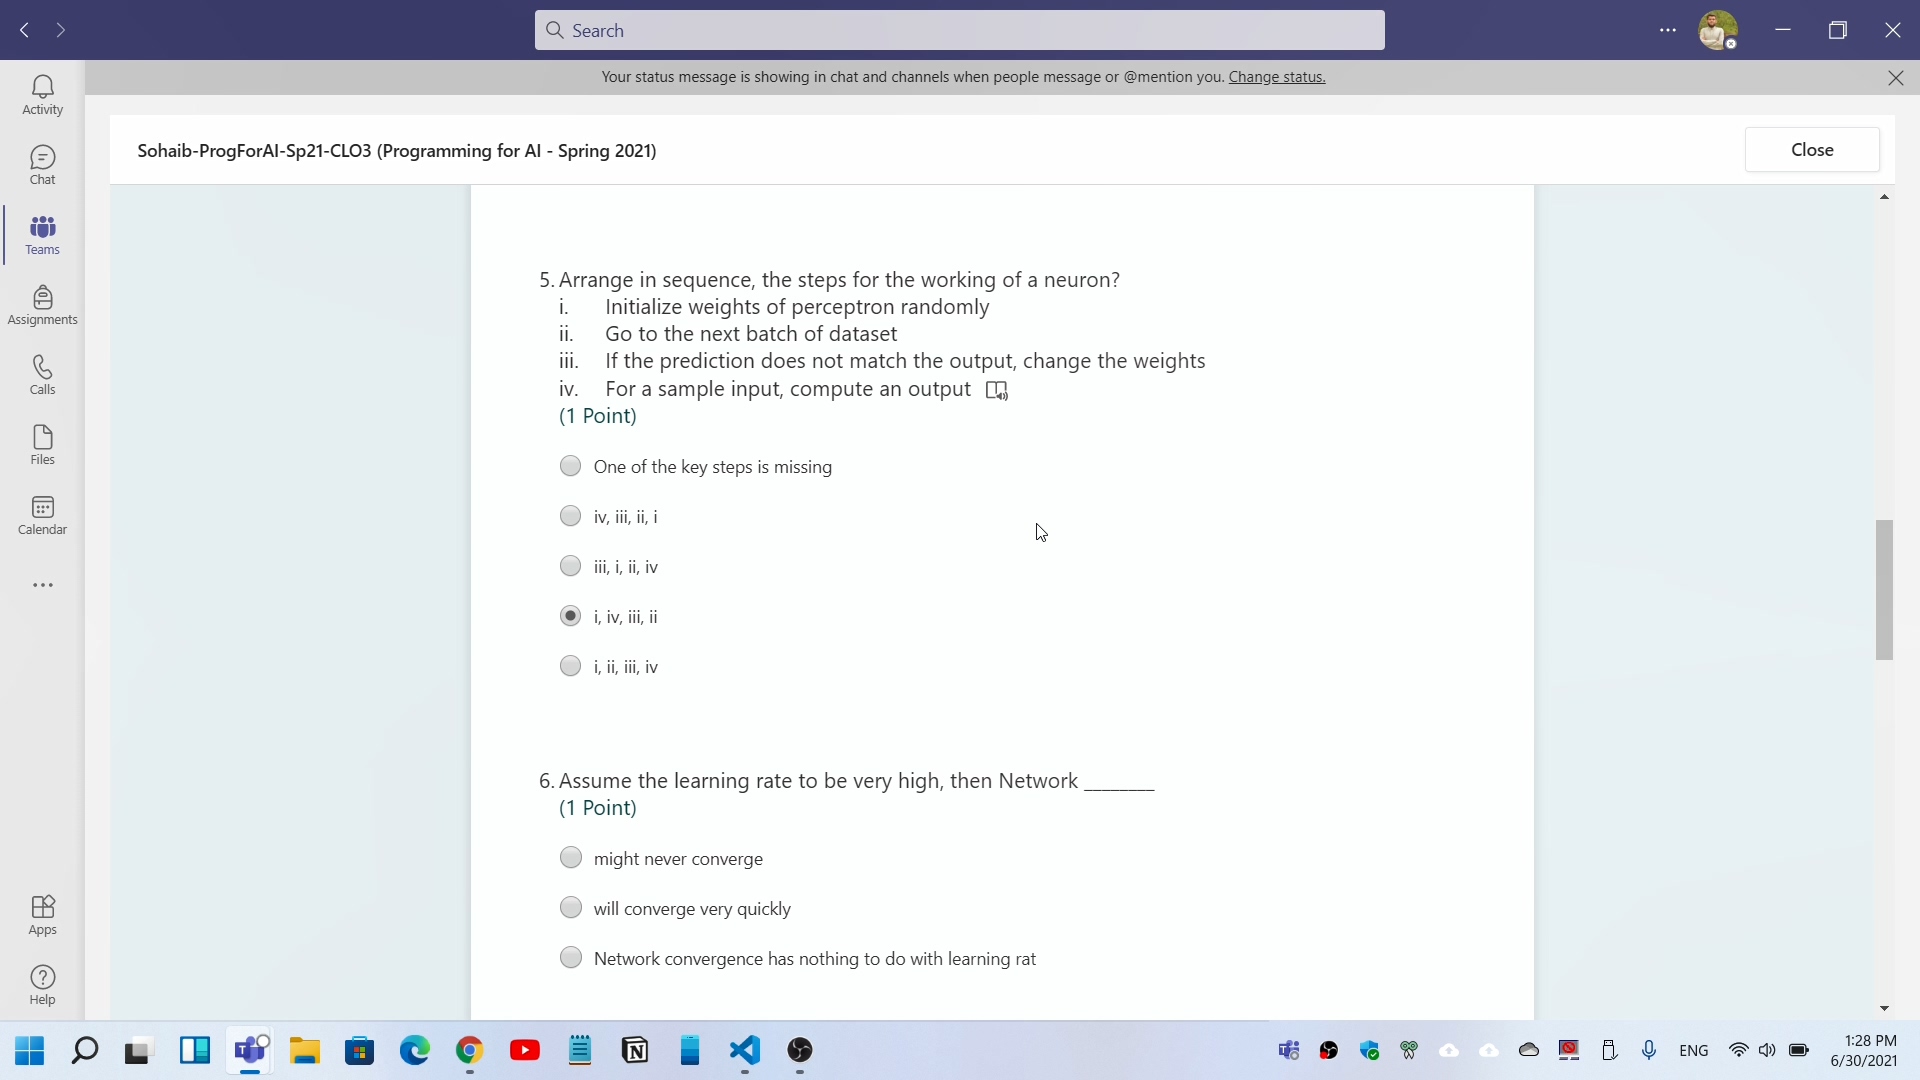 Search
Your status message is showing in chat and channels when people message or @mention you. Change status.
Activity
Chat
Teams
Assignments
Calls
Files
Calendar
Apps
Help
Sohaib-ProgForAI-Sp21-CLO3 (Programming for AI - Spring 2021)
Close
5. Arrange in sequence, the steps for the working of a neuron?
i. Initialize weights of perceptron randomly
ii. Go to the next batch of dataset
iii. If the prediction does not match the output, change the weights
iv. For a sample input, compute an output
(1 Point)
One of the key steps is missing
iv, iii, ii, i
iii, i, ii, iv
i, iv, iii, ii
i, ii, iii, iv
6. Assume the learning rate to be very high, then Network ________
(1 Point)
might never converge
will converge very quickly
Network convergence has nothing to do with learning rat
ENG
1:28 PM
6/30/2021